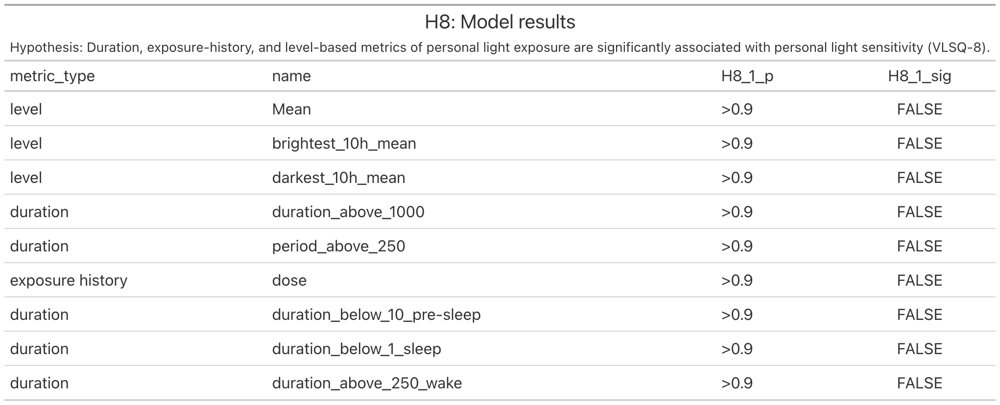 H8: Model results
Hypothesis: Duration, exposure-history, and level-based metrics of personal light exposure are significantly associated with personal light sensitivity (VLSQ-8).
metric_type name H8_1_p H8_1_sig
level Mean >0.9 FALSE
level brightest_10h_mean >0.9 FALSE
level darkest_10h_mean >0.9 FALSE
duration duration_above_1000 >0.9 FALSE
duration period_above_250 >0.9 FALSE
exposure history dose >0.9 FALSE
duration duration_below_10_pre-sleep >0.9 FALSE
duration duration_below_1_sleep >0.9 FALSE
duration duration_above_250_wake >0.9 FALSE